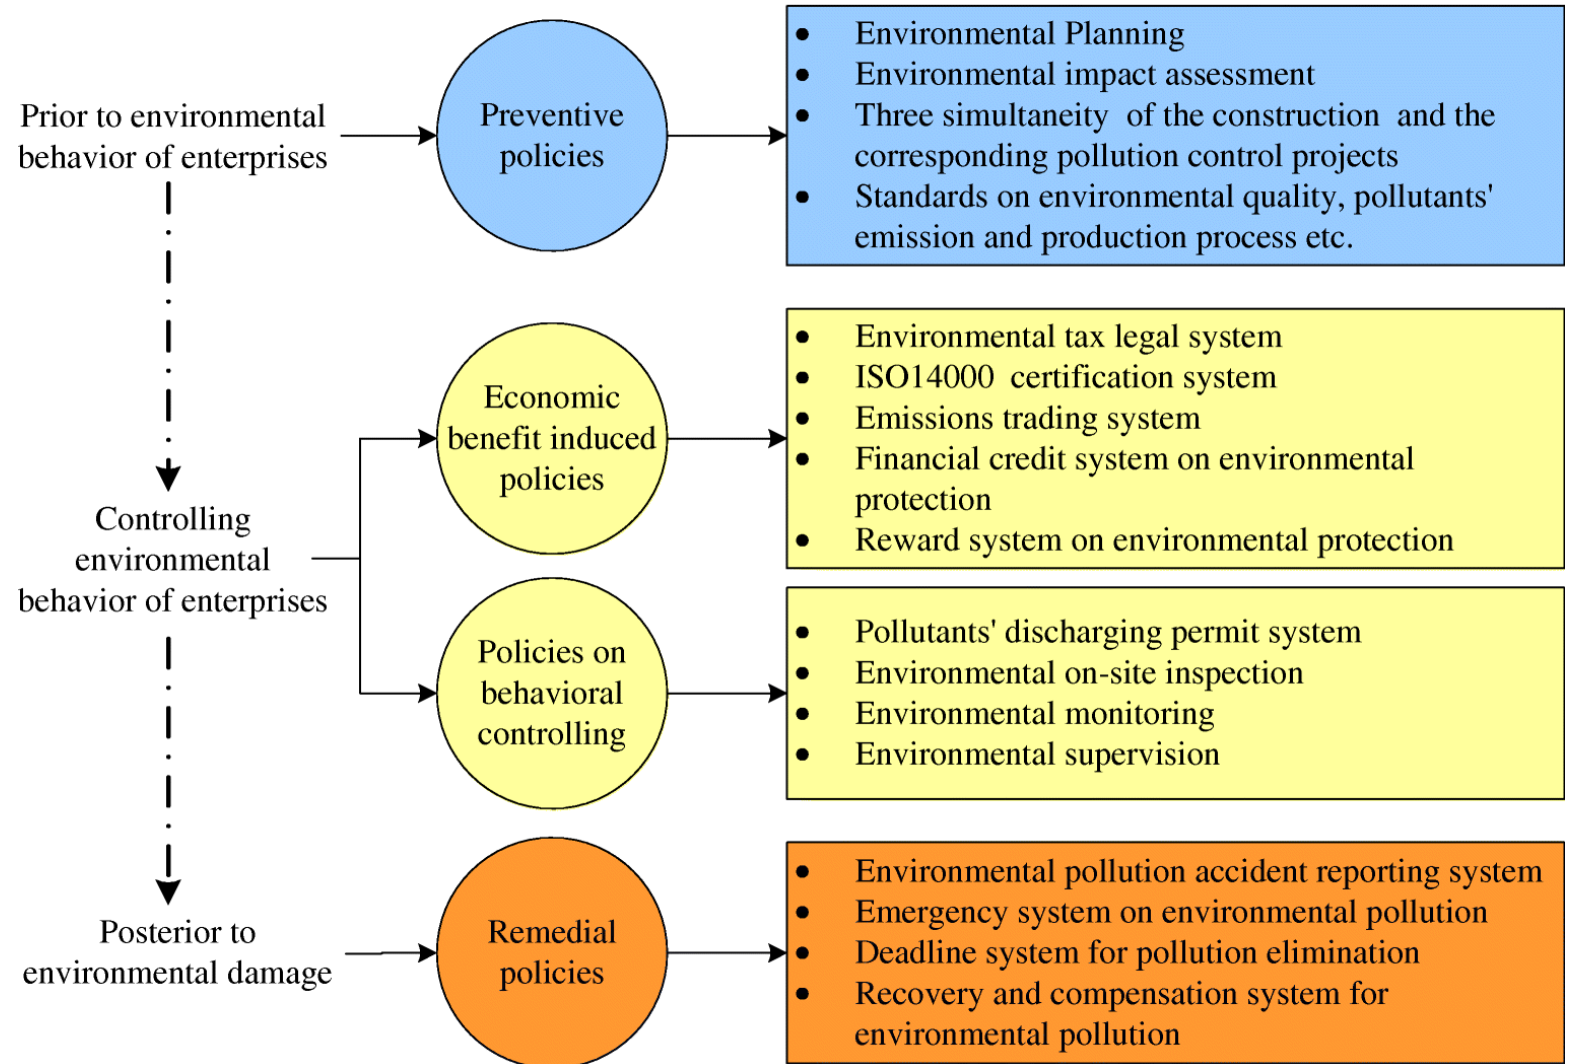 Prior to environmental
behavior of enterprises
Preventive
policies
• Environmental Planning
• Environmental impact assessment
• Three simultaneity of the construction and the
corresponding pollution control projects
• Standards on environmental quality, pollutants'
emission and production process etc.
Controlling
environmental
behavior of enterprises
Economic
benefit induced
policies
• Environmental tax legal system
• ISO14000 certification system
• Emissions trading system
• Financial credit system on environmental
protection
• Reward system on environmental protection
Policies on
behavioral
controlling
• Pollutants' discharging permit system
• Environmental on-site inspection
• Environmental monitoring
• Environmental supervision
Posterior to
environmental damage
Remedial
policies
• Environmental pollution accident reporting system
• Emergency system on environmental pollution
• Deadline system for pollution elimination
• Recovery and compensation system for
environmental pollution